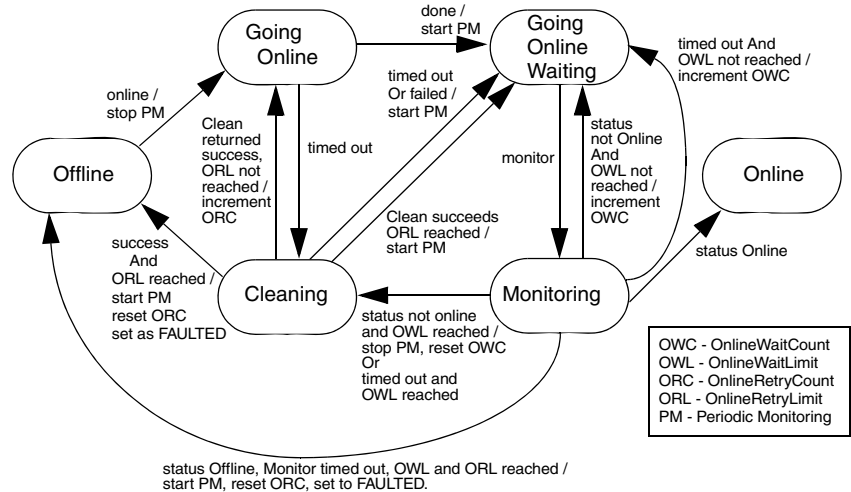 Going
Online
done /
start PM
Going
Online
Waiting
timed out And
OWL not reached /
increment OWC
online /
stop PM
timed out
Or failed /
start PM
Clean
returned
success,
ORL not
reached /
increment
ORC
timed out
monitor
status
not Online
And
OWL not
reached /
increment
OWC
Offline
Online
Clean succeeds
ORL reached /
start PM
status Online
success
And
ORL reached /
start PM
reset ORC
set as FAULTED
Cleaning
Monitoring
status not online
and OWL reached /
stop PM, reset OWC
Or
timed out and
OWL reached
OWC - OnlineWaitCount
OWL - OnlineWaitLimit
ORC - OnlineRetryCount
ORL - OnlineRetryLimit
PM - Periodic Monitoring
status Offline, Monitor timed out, OWL and ORL reached /
start PM, reset ORC, set to FAULTED.